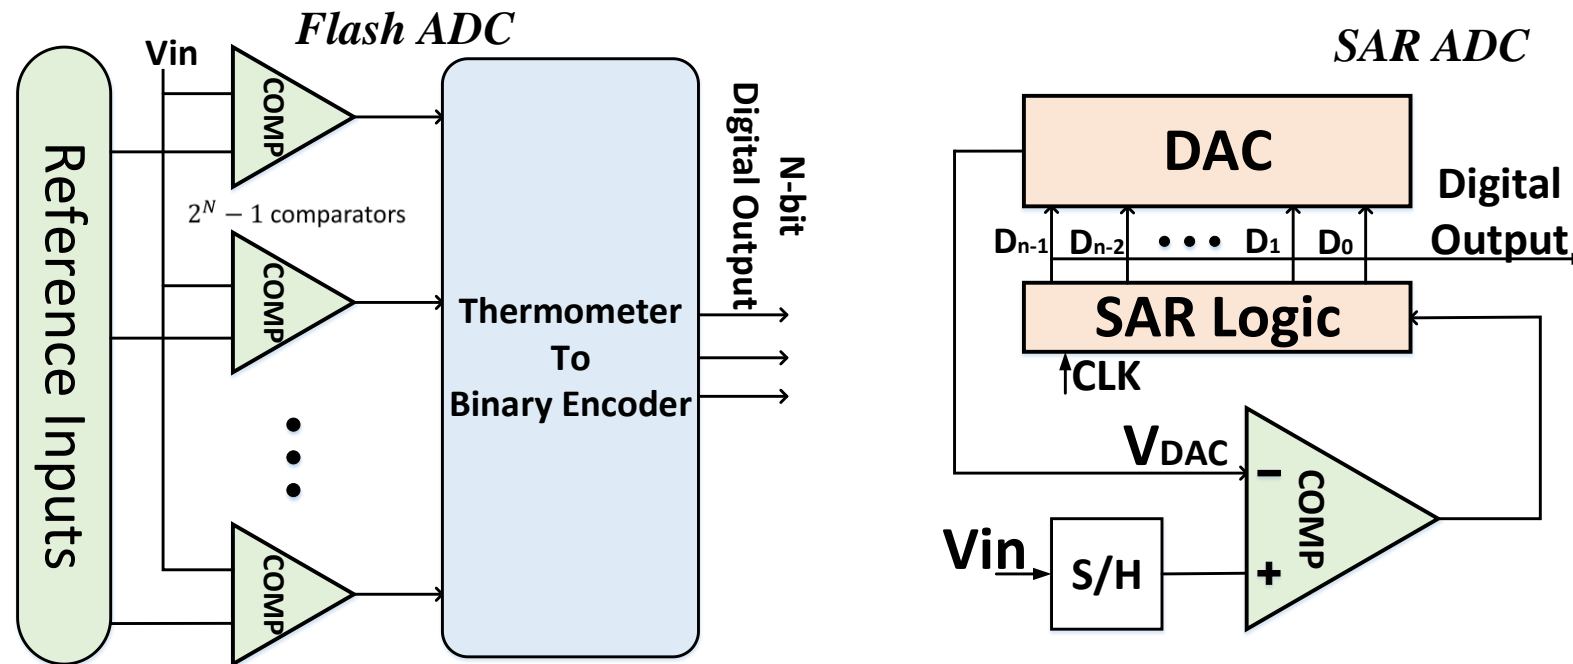 Flash ADC
Vin
COMP
Reference Inputs
2^N − 1 comparators
COMP
COMP
Thermometer
To
Binary Encoder
Digital Output
N-bit
SAR ADC
DAC
Digital
Output
Dn-1
Dn-2
D1
D0
SAR Logic
CLK
VDAC
COMP
Vin
S/H